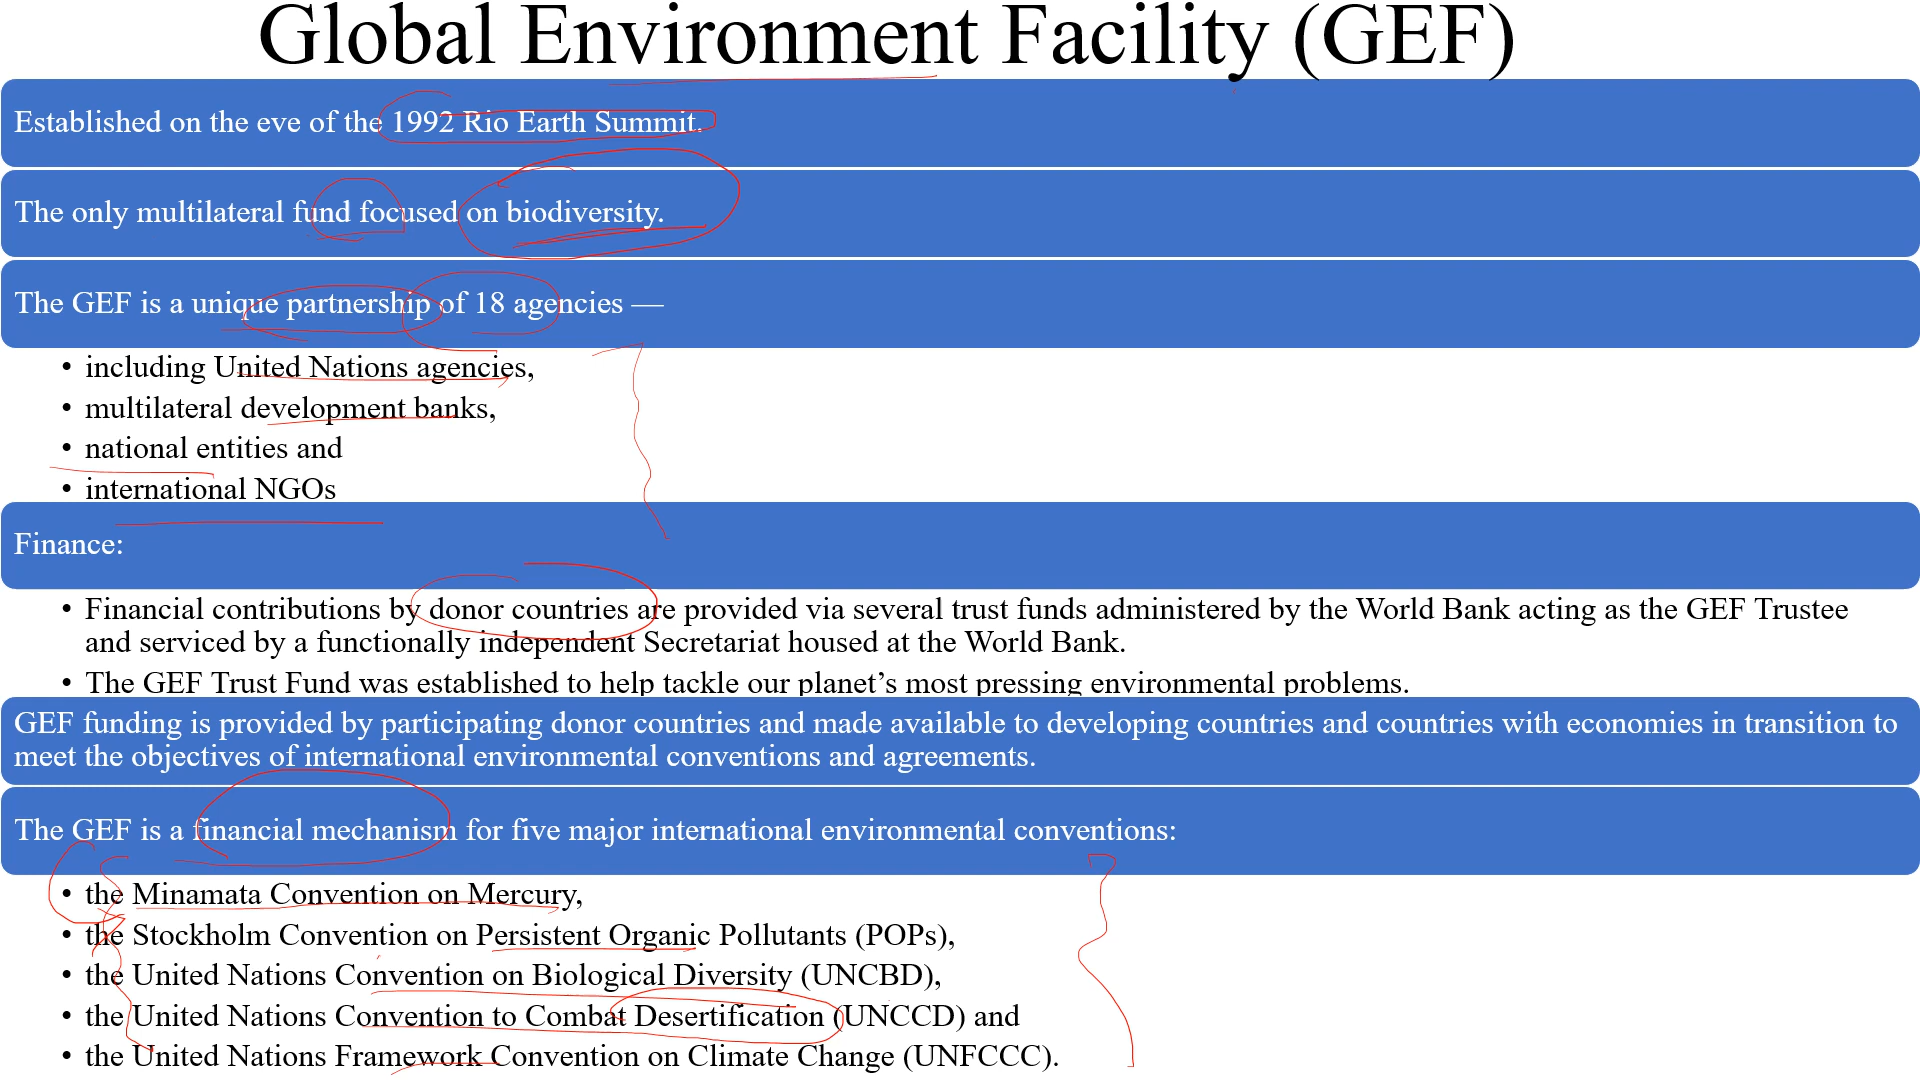 Global Environment Facility (GEF)
Established on the eve of the 1992 Rio Earth Summit.
The only multilateral fund focused on biodiversity.
The GEF is a unique partnership of 18 agencies —
• including United Nations agencies,
• multilateral development banks,
• national entities and
• international NGOs
Finance:
• Financial contributions by donor countries are provided via several trust funds administered by the World Bank acting as the GEF Trustee
and serviced by a functionally independent Secretariat housed at the World Bank.
• The GEF Trust Fund was established to help tackle our planet’s most pressing environmental problems.
GEF funding is provided by participating donor countries and made available to developing countries and countries with economies in transition to
meet the objectives of international environmental conventions and agreements.
The GEF is a financial mechanism for five major international environmental conventions:
• the Minamata Convention on Mercury,
• the Stockholm Convention on Persistent Organic Pollutants (POPs),
• the United Nations Convention on Biological Diversity (UNCBD),
• the United Nations Convention to Combat Desertification (UNCCD) and
• the United Nations Framework Convention on Climate Change (UNFCCC).